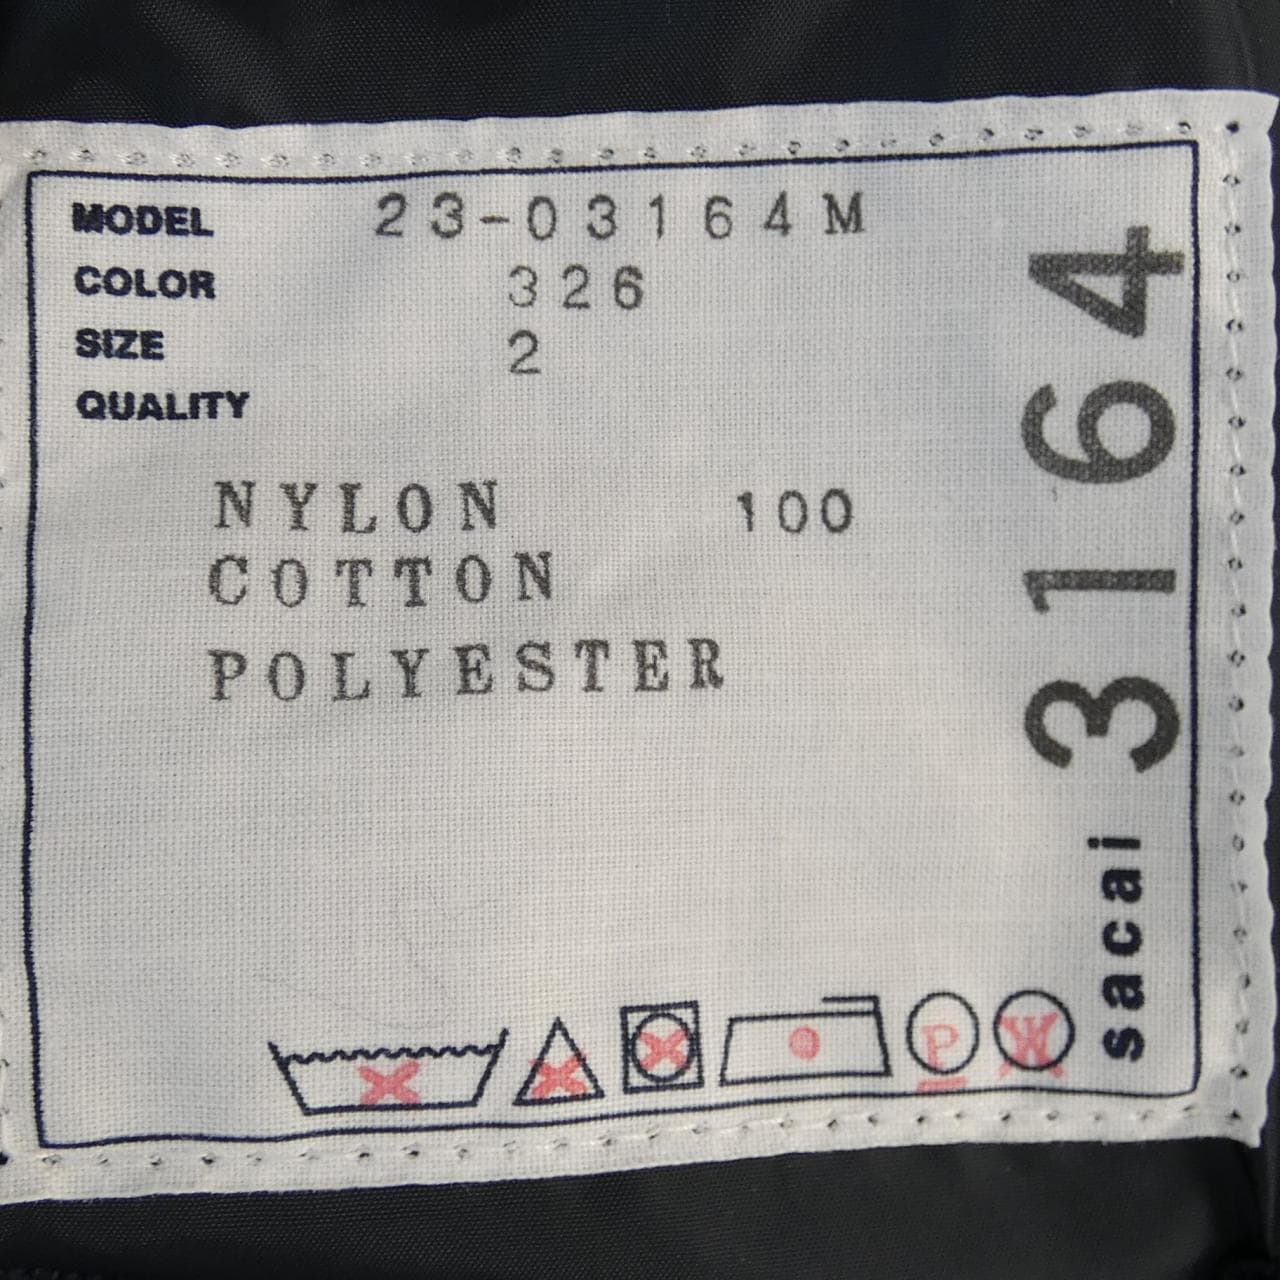 MODEL 23-03164M
COLOR 326
SIZE 2
QUALITY
NYLON 100
COTTON
POLYESTER
P
W
sacai 3164